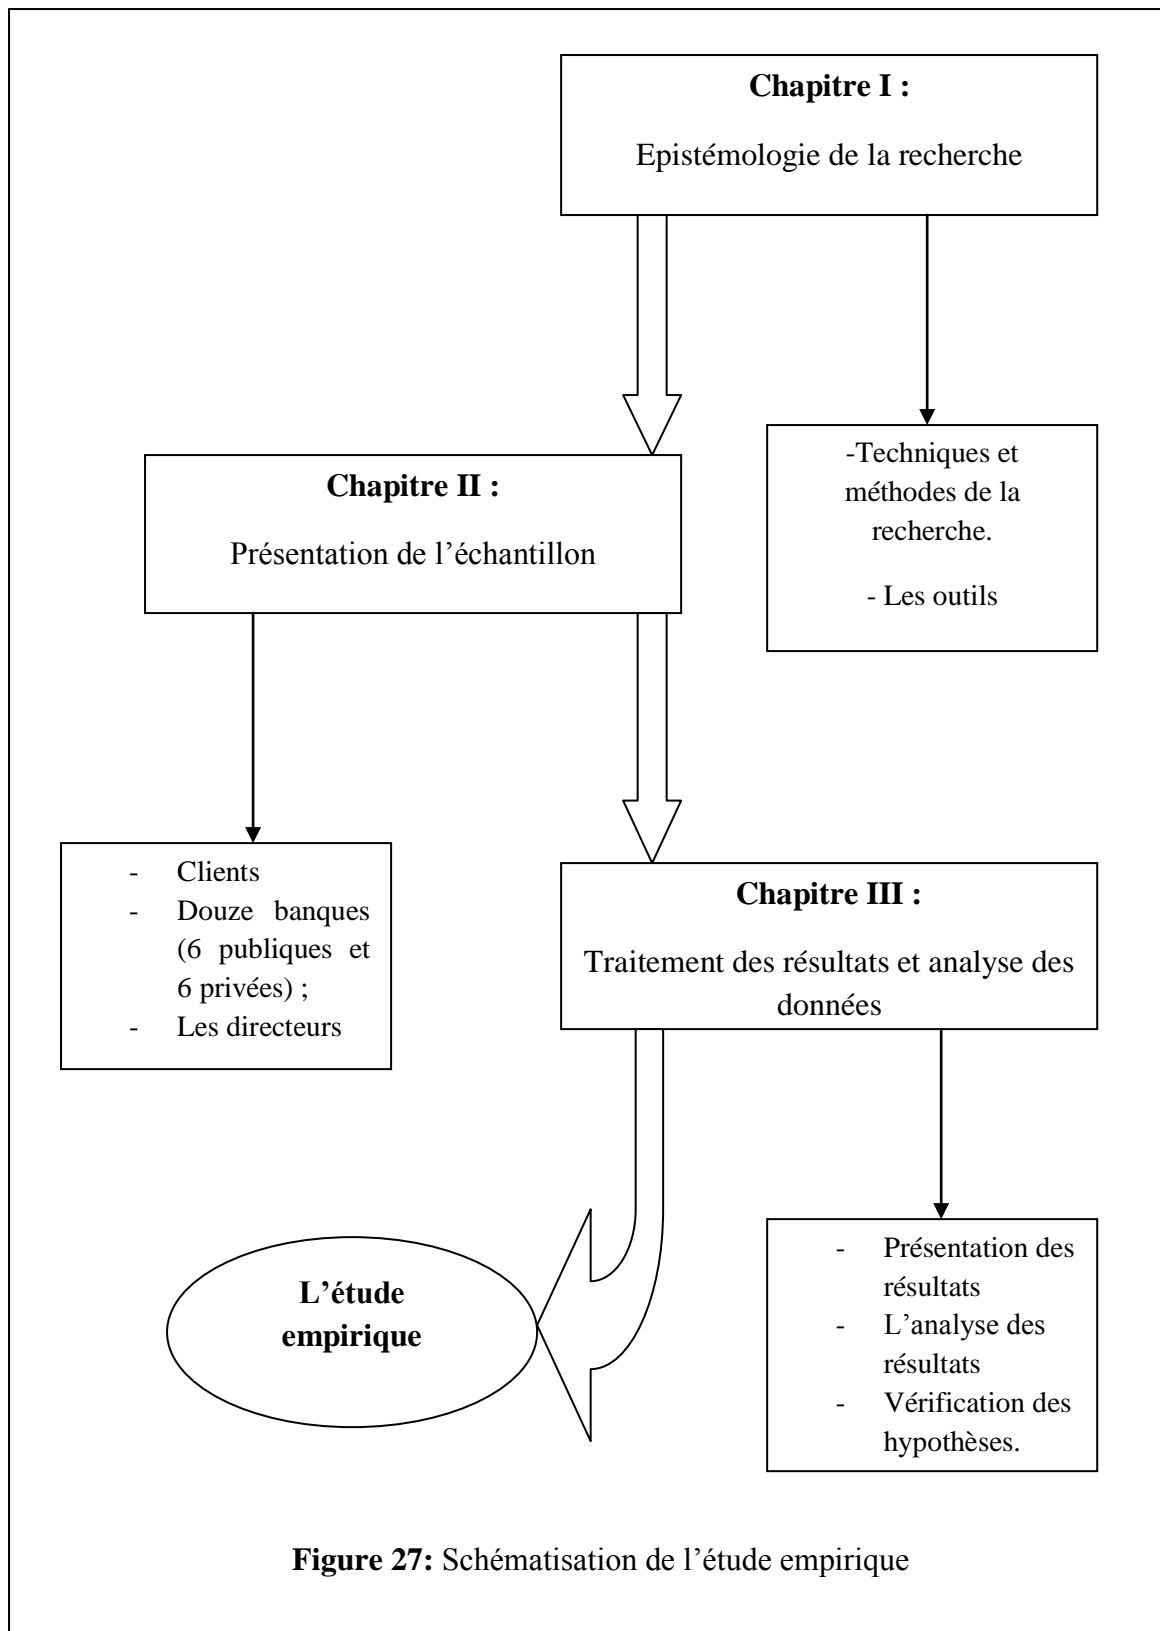 Chapitre I :
Epistémologie de la recherche
-Techniques et
méthodes de la
recherche.
- Les outils
Chapitre II :
Présentation de l’échantillon
- Clients
- Douze banques
(6 publiques et
6 privées) ;
- Les directeurs
Chapitre III :
Traitement des résultats et analyse des
données
- Présentation des
résultats
- L’analyse des
résultats
- Vérification des
hypothèses.
L’étude
empirique
Figure 27: Schématisation de l’étude empirique